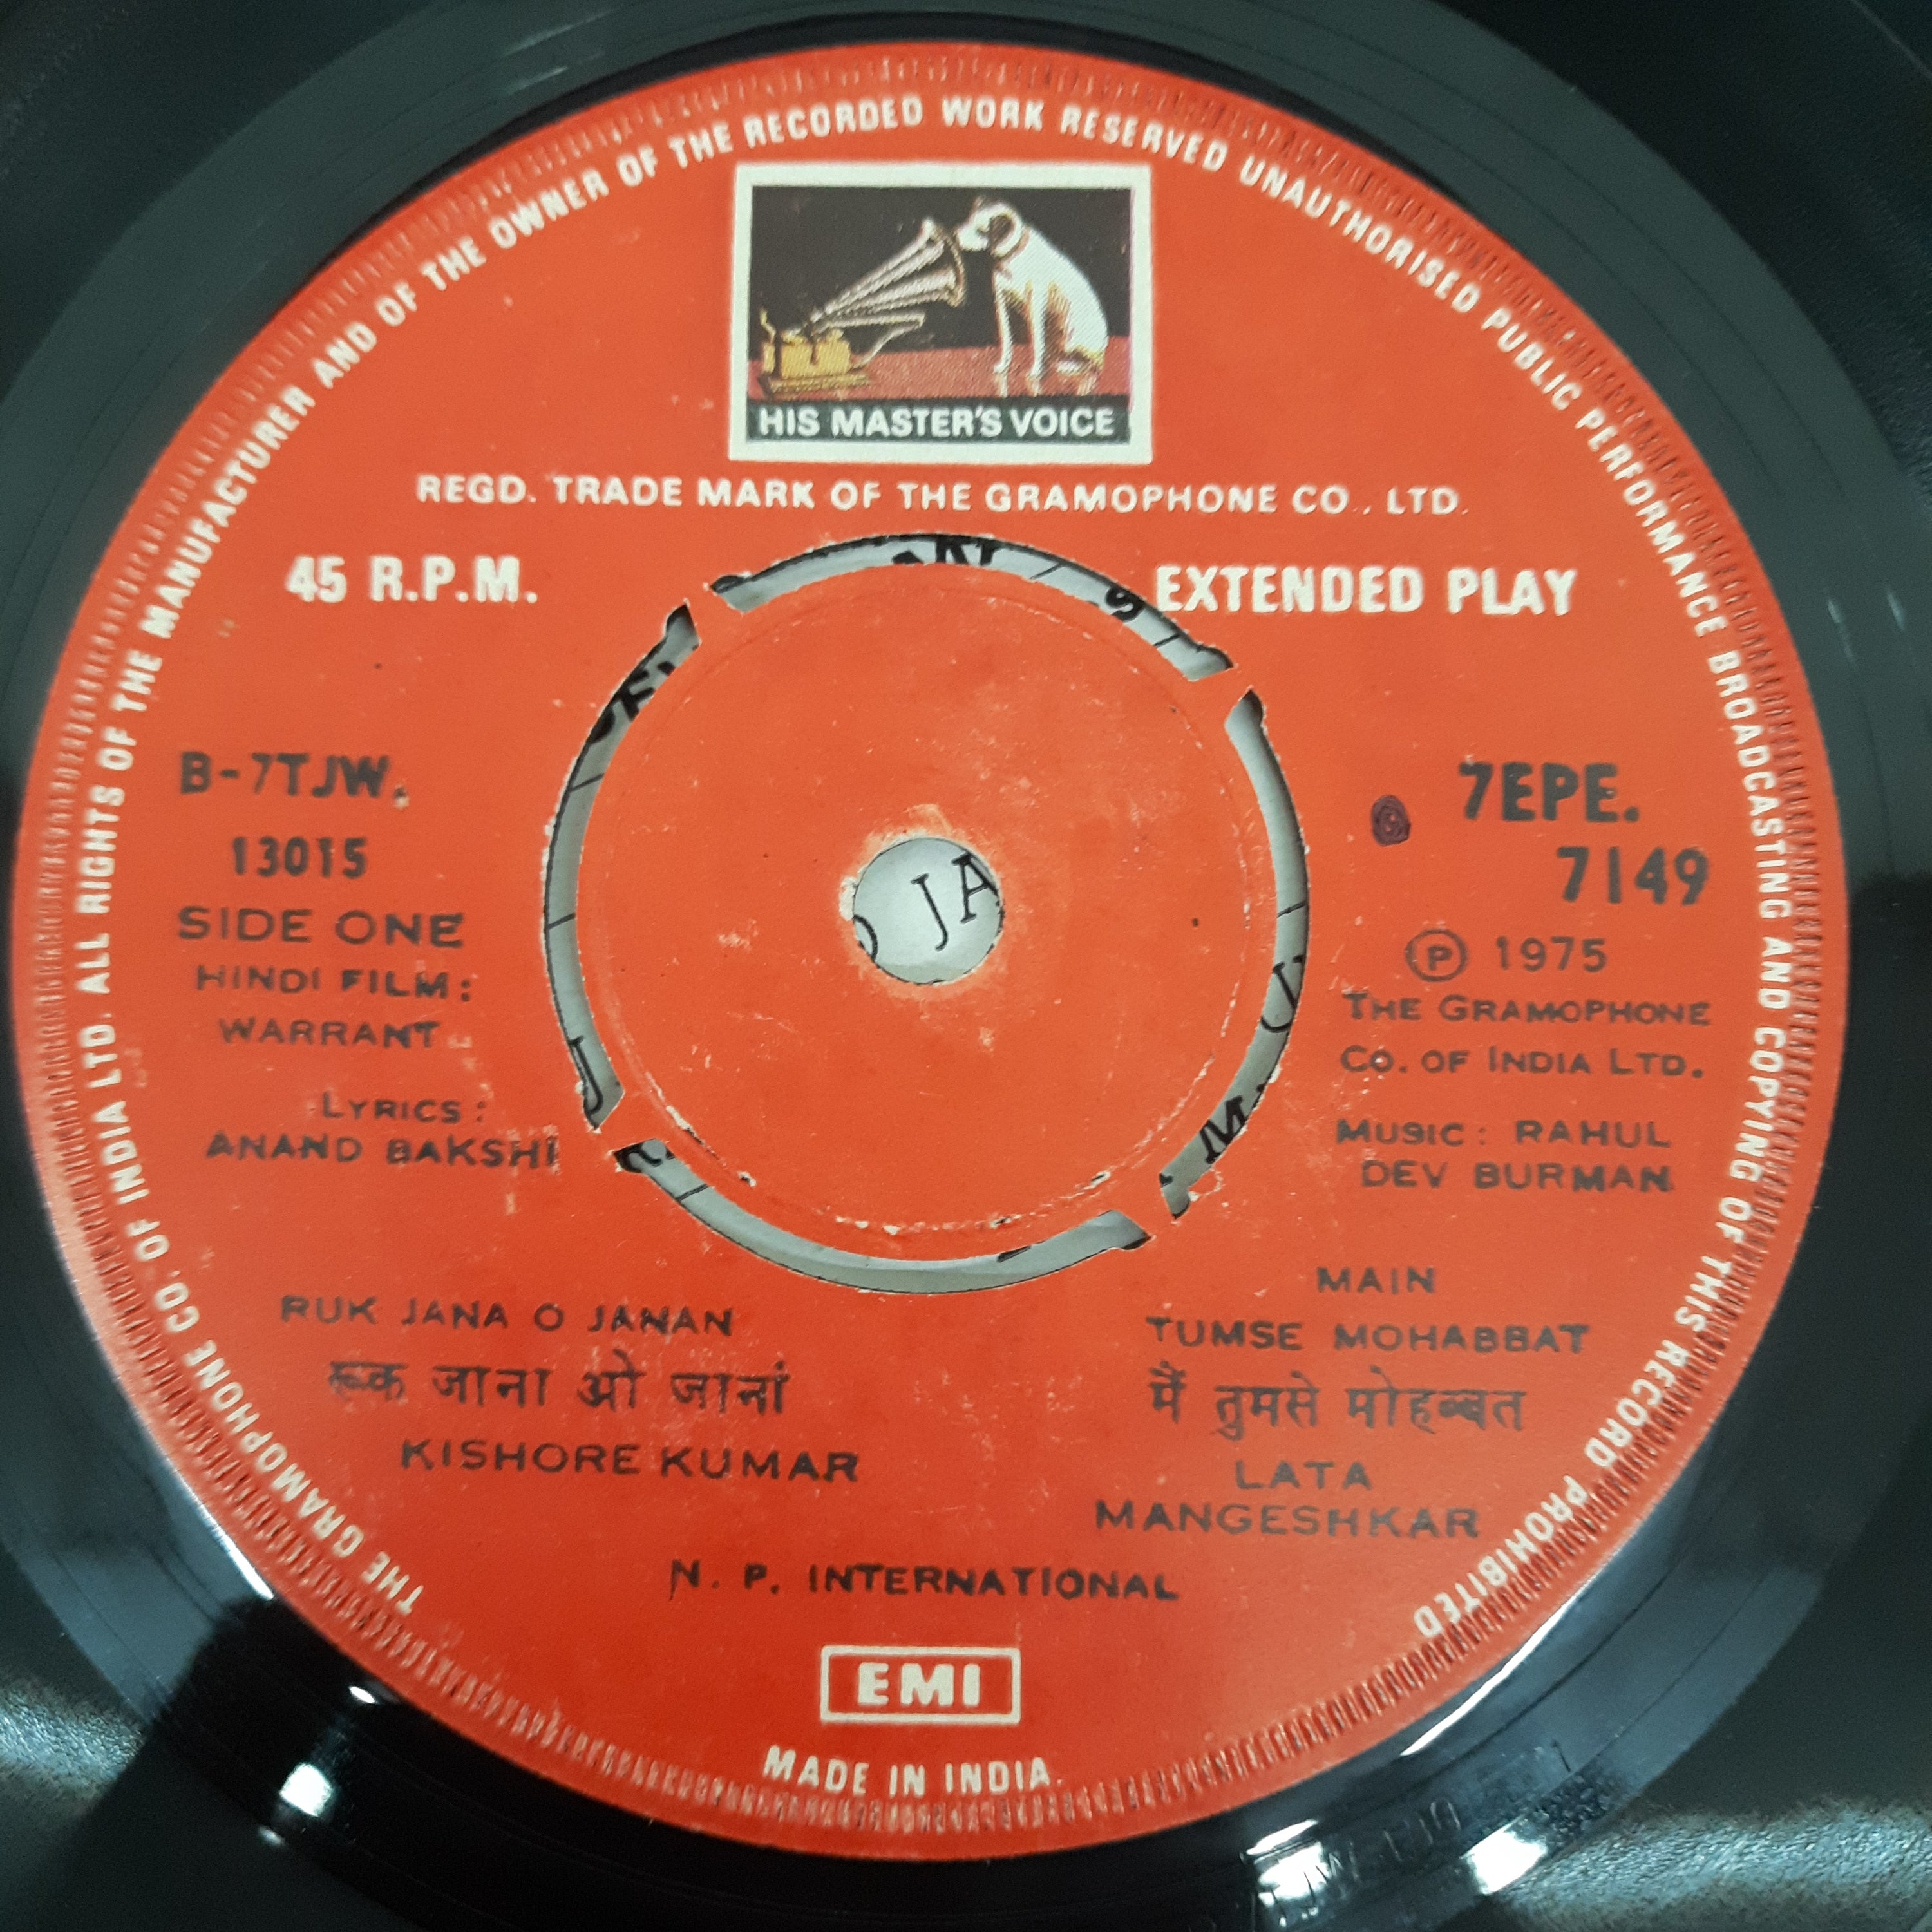 THE GRAMOPHONE CO. OF INDIA LTD. ALL RIGHTS OF THE MANUFACTURER AND OF THE OWNER OF THE RECORDED WORK RESERVED UNAUTHORISED PUBLIC PERFORMANCE BROADCASTING AND COPYING OF THIS RECORD PROHIBITED
HIS MASTER'S VOICE
REGD. TRADE MARK OF THE GRAMOPHONE CO., LTD.
45 R.P.M.
EXTENDED PLAY
B-7TJW.
13015
SIDE ONE
HINDI FILM:
WARRANT
LYRICS:
ANAND BAKSHI
7EPE.
7149
Ⓟ 1975
THE GRAMOPHONE
CO. OF INDIA LTD.
MUSIC: RAHUL
DEV BURMAN
O JA
RUK JANA O JANAN
रूक जाना ओ जानां
KISHORE KUMAR
MAIN
TUMSE MOHABBAT
मैं तुमसे मोहब्बत
LATA
MANGESHKAR
N. P. INTERNATIONAL
EMI
MADE IN INDIA